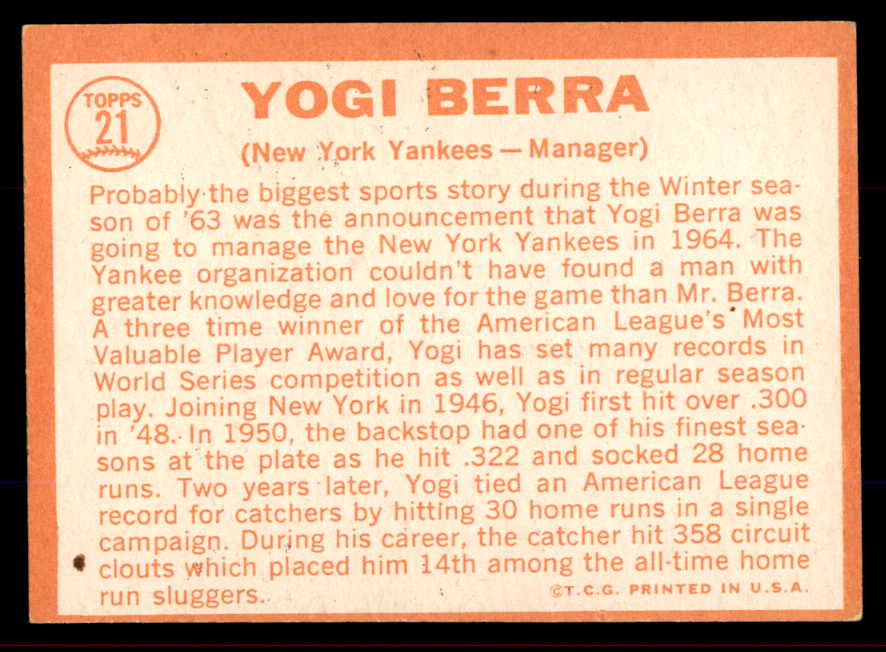 TOPPS
21
YOGI BERRA
(New York Yankees — Manager)
Probably the biggest sports story during the Winter sea-
son of '63 was the announcement that Yogi Berra was
going to manage the New York Yankees in 1964. The
Yankee organization couldn't have found a man with
greater knowledge and love for the game than Mr. Berra.
A three time winner of the American League's Most
Valuable Player Award, Yogi has set many records in
World Series competition as well as in regular season
play. Joining New York in 1946, Yogi first hit over .300
in '48. In 1950, the backstop had one of his finest sea-
sons at the plate as he hit .322 and socked 28 home
runs. Two years later, Yogi tied an American League
record for catchers by hitting 30 home runs in a single
campaign. During his career, the catcher hit 358 circuit
clouts which placed him 14th among the all-time home
run sluggers.
©T.C.G. PRINTED IN U.S.A.